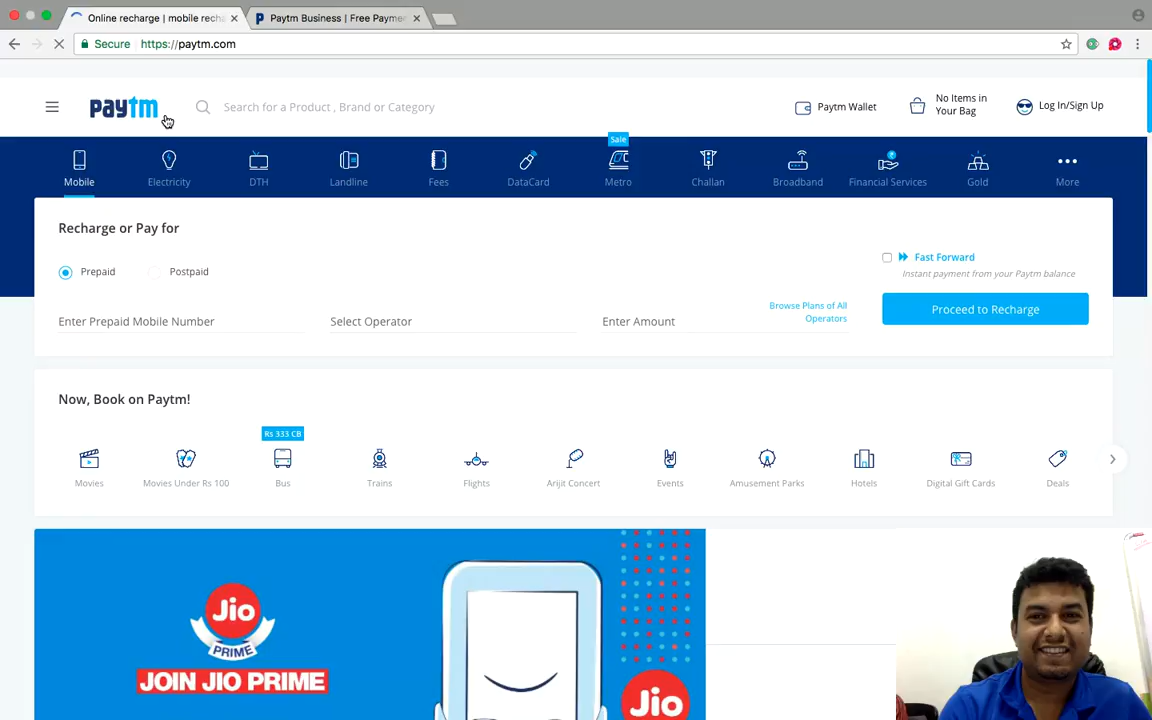 Online recharge | mobile rech
Paytm Business | Free Payme
Secure
https://paytm.com
paytm
Search for a Product , Brand or Category
Paytm Wallet
No Items in
Your Bag
Log In/Sign Up
Sale
Mobile
Electricity
DTH
Landline
Fees
DataCard
Metro
Challan
Broadband
Financial Services
Gold
More
Recharge or Pay for
Prepaid
Postpaid
Fast Forward
Instant payment from your Paytm balance
Enter Prepaid Mobile Number
Select Operator
Enter Amount
Browse Plans of All
Operators
Proceed to Recharge
Now, Book on Paytm!
Rs 333 CB
Movies
Movies Under Rs 100
Bus
Trains
Flights
Arijit Concert
Events
Amusement Parks
Hotels
Digital Gift Cards
Deals
Jio
PRIME
JOIN JIO PRIME
Jio